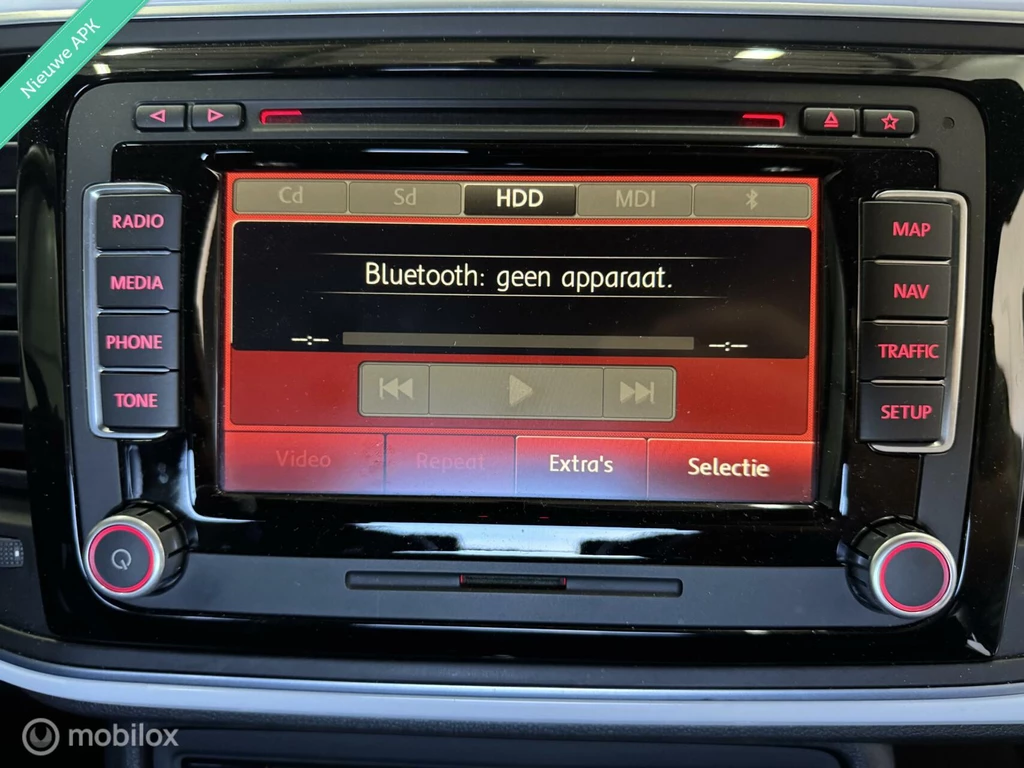 Nieuwe APK
Cd Sd HDD MDI
RADIO
MAP
Bluetooth: geen apparaat.
MEDIA
NAV
PHONE
--:-- --:--
TRAFFIC
TONE
SETUP
Video Repeat Extra's Selectie
mobilox